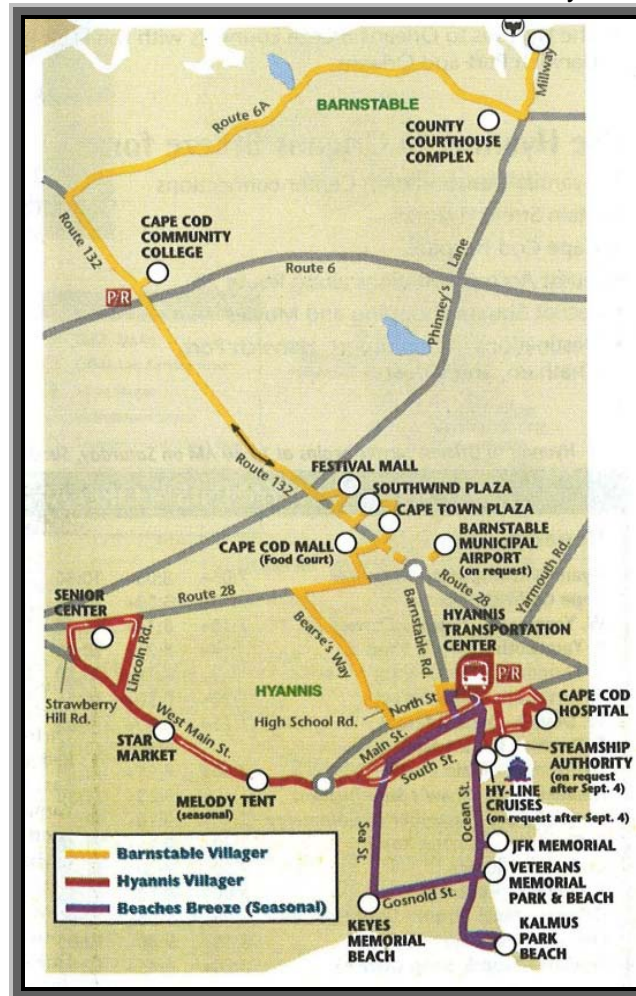 Millway
Route 6A
BARNSTABLE
COUNTY
COURTHOUSE
COMPLEX
Route 132
CAPE COD
COMMUNITY
COLLEGE
P/R
Route 6
Phinney's Lane
Route 132
FESTIVAL MALL
SOUTHWIND PLAZA
CAPE TOWN PLAZA
CAPE COD MALL
(Food Court)
BARNSTABLE
MUNICIPAL
AIRPORT
(on request)
Yarmouth Rd.
SENIOR
CENTER
Route 28
Route 28
Lincoln Rd.
Bearse's Way
Barnstable Rd.
HYANNIS
TRANSPORTATION
CENTER
P/R
Strawberry
Hill Rd.
HYANNIS
North St
High School Rd.
CAPE COD
HOSPITAL
West Main St.
Main St.
South St.
STAR
MARKET
STEAMSHIP
AUTHORITY
(on request
after Sept. 4)
MELODY TENT
(seasonal)
HY-LINE
CRUISES
(on request after Sept. 4)
Sea St.
Ocean St.
JFK MEMORIAL
Barnstable Villager
Hyannis Villager
Beaches Breeze (Seasonal)
VETERANS
MEMORIAL
PARK & BEACH
Gosnold St.
KEYES
MEMORIAL
BEACH
KALMUS
PARK
BEACH